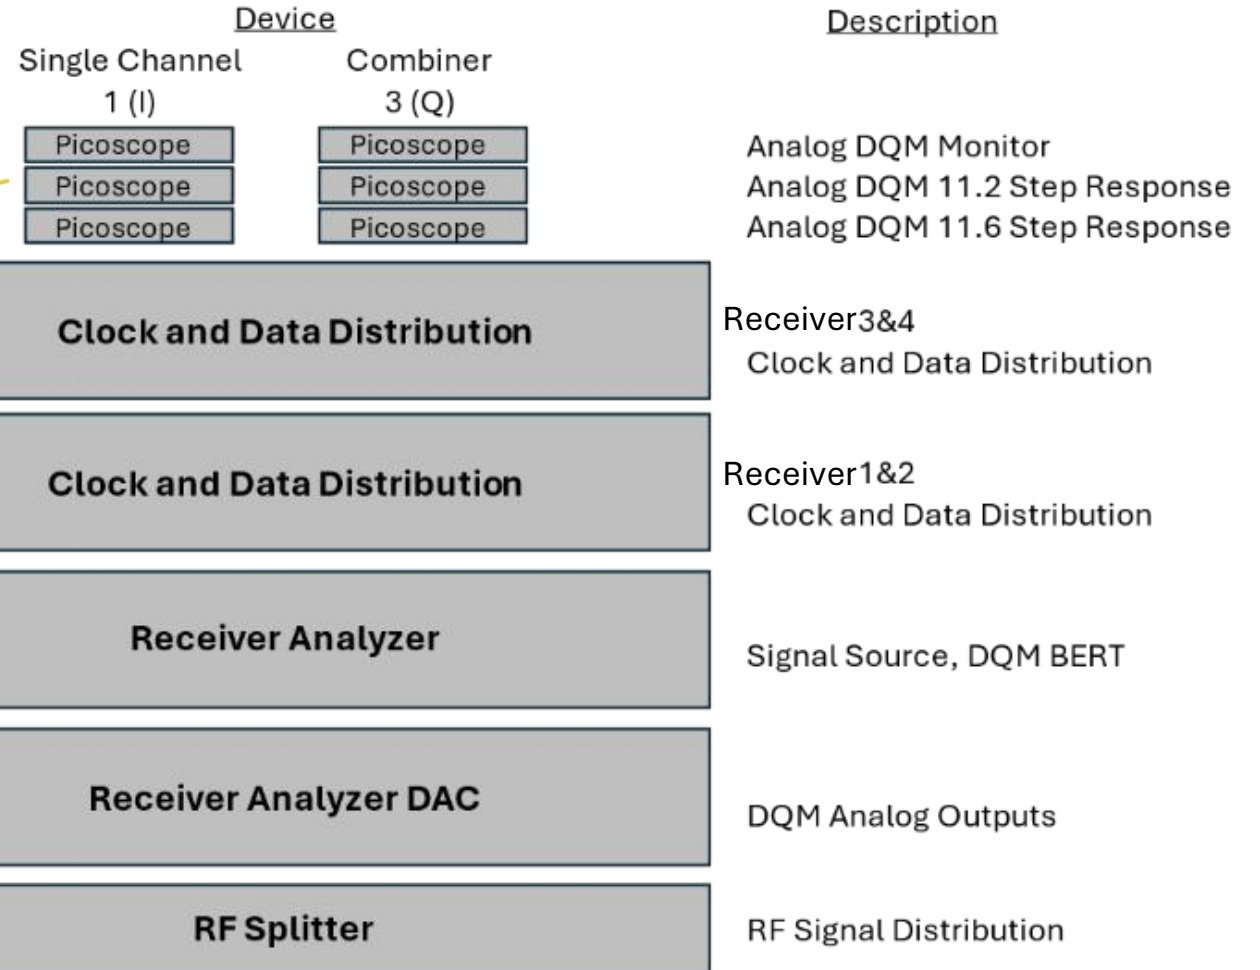 Device Description
Single Channel Combiner
1 (I) 3 (Q)
Picoscope Picoscope Analog DQM Monitor
Picoscope Picoscope Analog DQM 11.2 Step Response
Picoscope Picoscope Analog DQM 11.6 Step Response
Clock and Data Distribution
Receiver3&4
Clock and Data Distribution
Clock and Data Distribution
Receiver1&2
Clock and Data Distribution
Receiver Analyzer
Signal Source, DQM BERT
Receiver Analyzer DAC
DQM Analog Outputs
RF Splitter
RF Signal Distribution